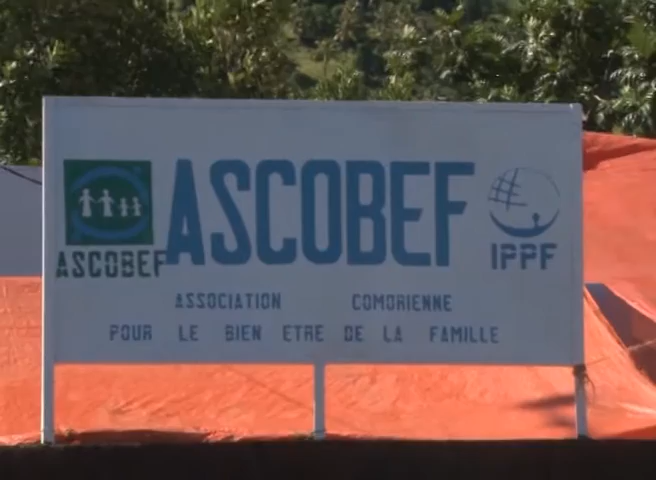 ASCOBEF
ASCOBEF
IPPF
ASSOCIATION COMORIENNE
POUR LE BIEN ETRE DE LA FAMILLE